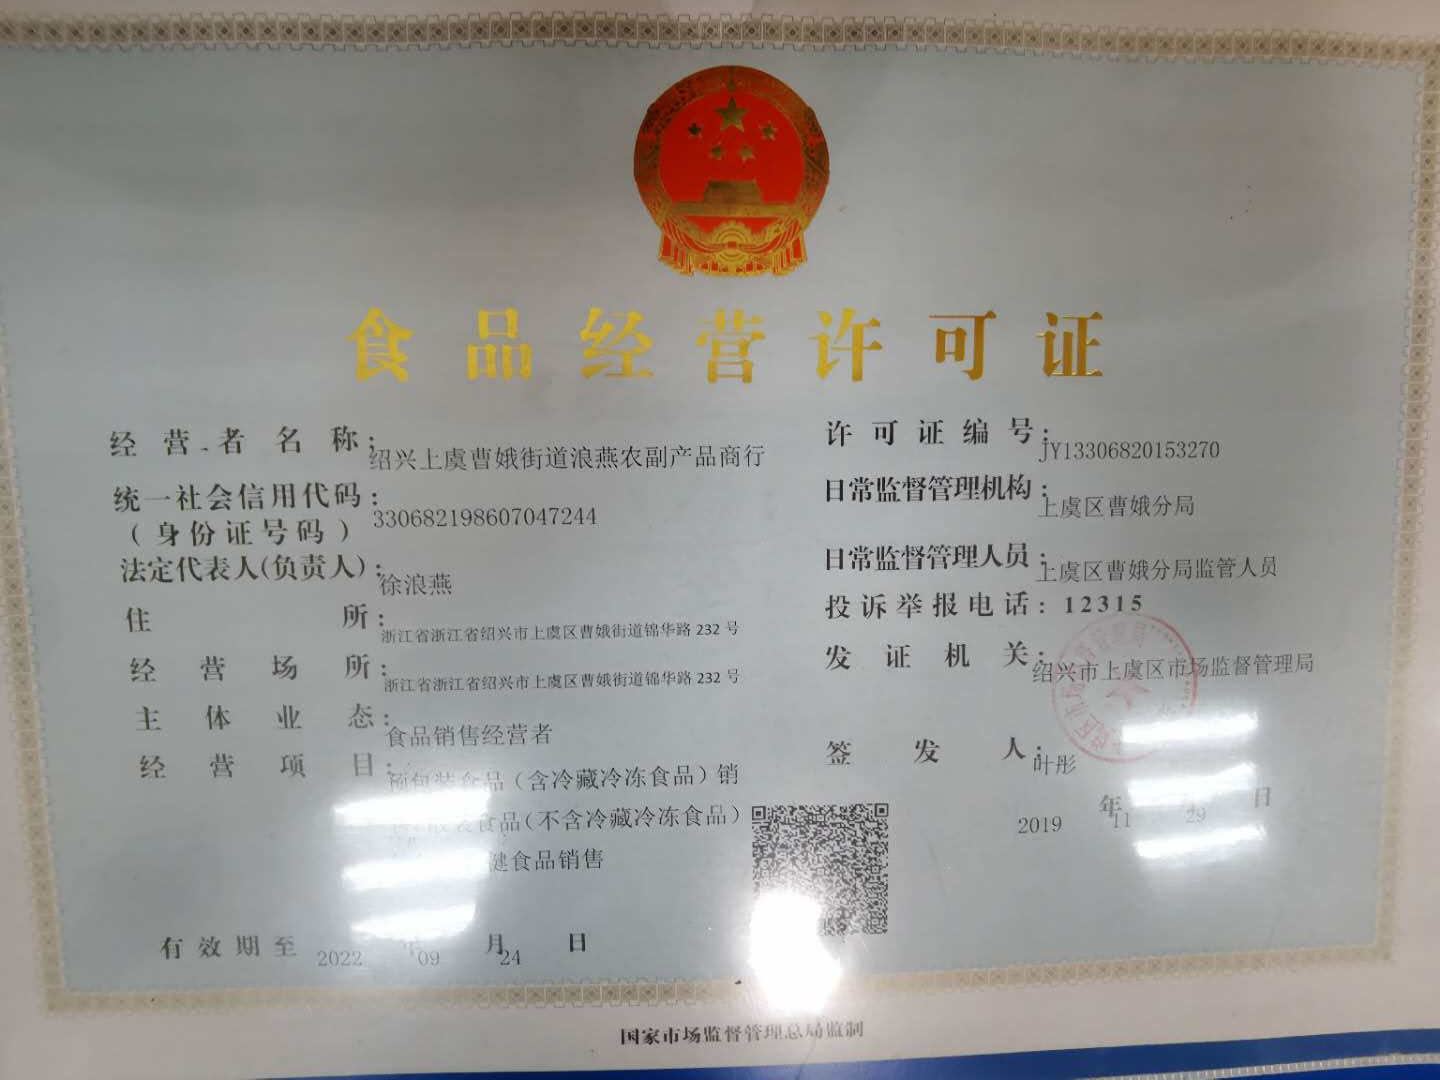 食品经营许可证
经营者名称：绍兴上虞曹娥街道浪燕农副产品商行
统一社会信用代码：
（身份证号码）330682198607047244
法定代表人(负责人)：徐浪燕
住所：浙江省浙江省绍兴市上虞区曹娥街道锦华路 232 号
经营场所：浙江省浙江省绍兴市上虞区曹娥街道锦华路 232 号
主体业态：食品销售经营者
经营项目：预包装食品（含冷藏冷冻食品）销
食品（不含冷藏冷冻食品）
健食品销售
有效期至 2022 年 09 月 24 日
许可证编号：JY13306820153270
日常监督管理机构：上虞区曹娥分局
日常监督管理人员：上虞区曹娥分局监管人员
投诉举报电话：12315
发证机关：绍兴市上虞区市场监督管理局
签发人：叶彤
2019 年 11 29 日
国家市场监督管理总局监制